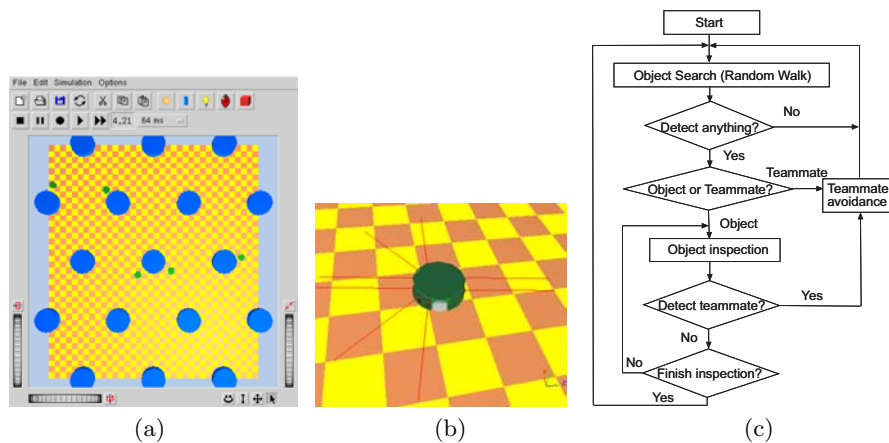 File Edit Simulation Options
4,21 64 ms
(a)
(b)
Start
Object Search (Random Walk)
Detect anything?
No
Yes
Object or Teammate?
Teammate
Teammate
avoidance
Object
Object inspection
Detect teammate?
Yes
No
Finish inspection?
No
Yes
(c)